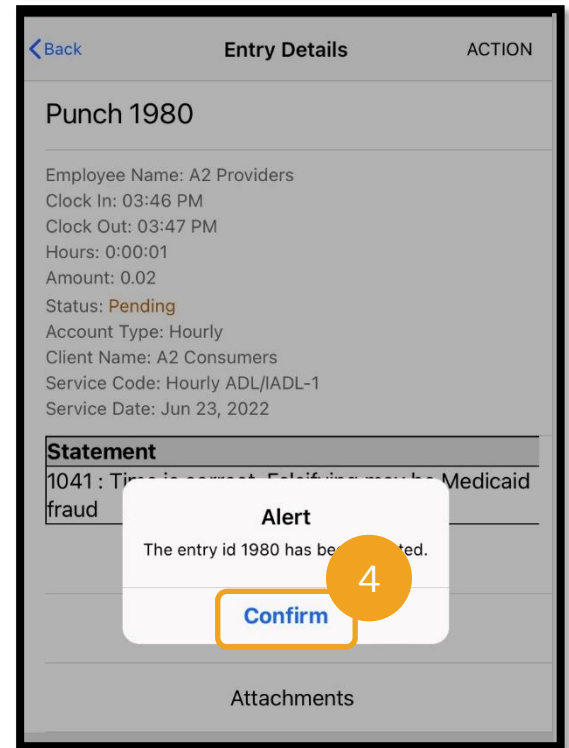 Back Entry Details ACTION
Punch 1980
Employee Name: A2 Providers
Clock In: 03:46 PM
Clock Out: 03:47 PM
Hours: 0:00:01
Amount: 0.02
Status: Pending
Account Type: Hourly
Client Name: A2 Consumers
Service Code: Hourly ADL/IADL-1
Service Date: Jun 23, 2022
Statement
1041 : Medicaid
fraud
Alert
The entry id 1980 has
4
Confirm
Attachments